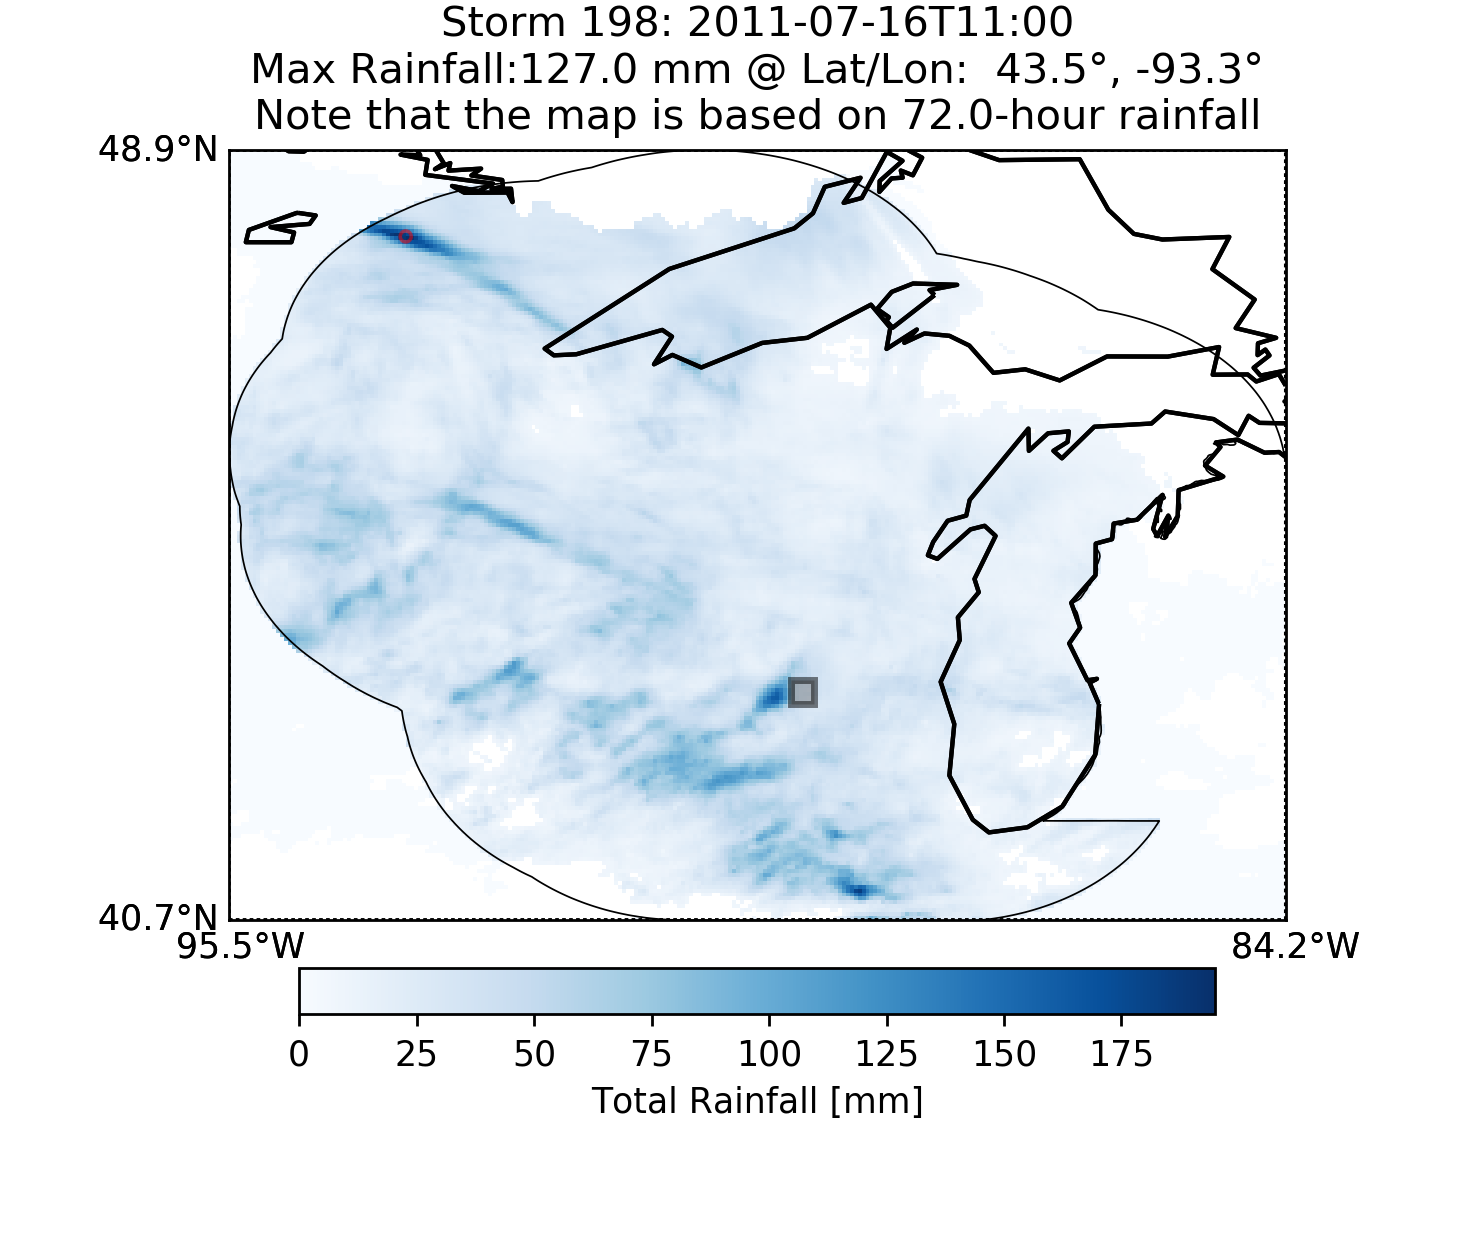 Storm 198: 2011-07-16T11:00
Max Rainfall:127.0 mm @ Lat/Lon:  43.5°, -93.3°
Note that the map is based on 72.0-hour rainfall
48.9°N
40.7°N
95.5°W 84.2°W
0 25 50 75 100 125 150 175
Total Rainfall [mm]